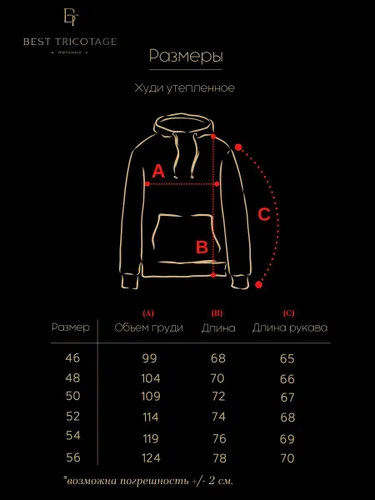 BT
BEST TRICOTAGE
Размеры
Худи утепленное
A
B
C
(A) (B) (C)
Размер Объем груди Длина Длина рукава
46 99 68 65
48 104 70 66
50 109 72 67
52 114 74 68
54 119 76 69
56 124 78 70
*возможна погрешность +/- 2 см.